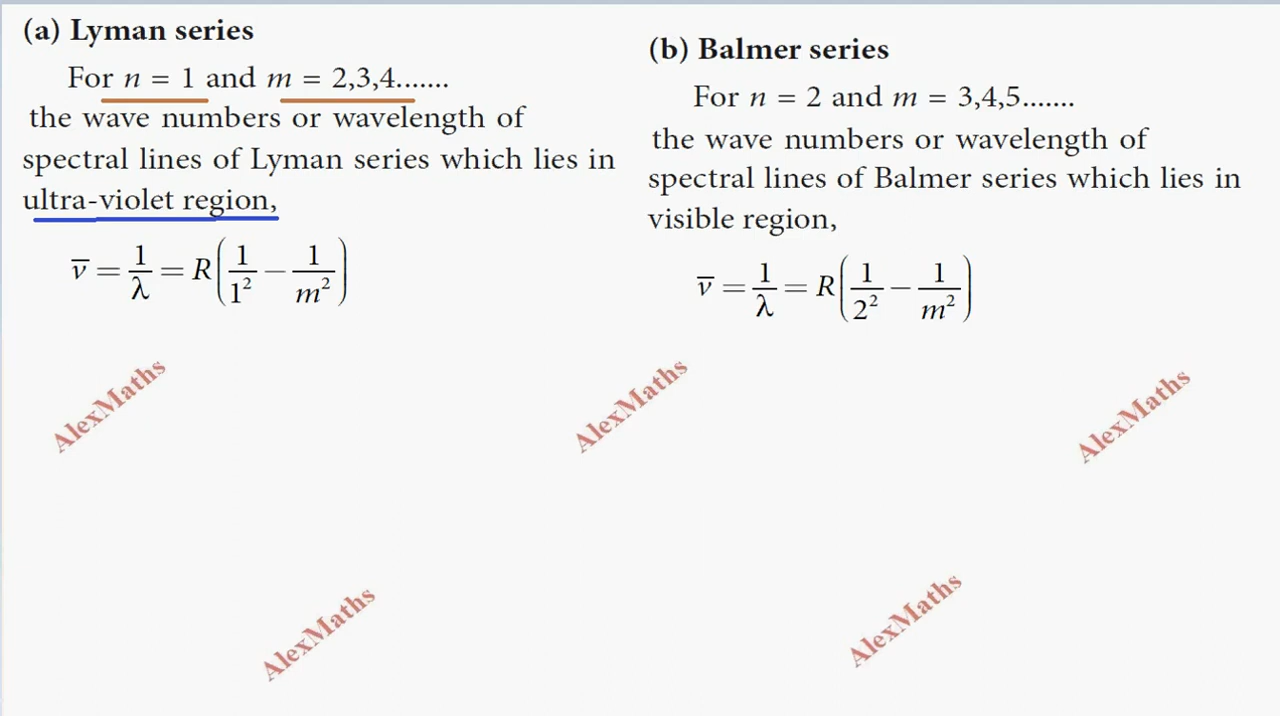 (a) Lyman series
For n = 1 and m = 2,3,4.......
the wave numbers or wavelength of
spectral lines of Lyman series which lies in
ultra-violet region,
ν̅ = 1/λ = R(1/1² − 1/m²)
(b) Balmer series
For n = 2 and m = 3,4,5.......
the wave numbers or wavelength of
spectral lines of Balmer series which lies in
visible region,
ν̅ = 1/λ = R(1/2² − 1/m²)
AlexMaths
AlexMaths
AlexMaths
AlexMaths
AlexMaths